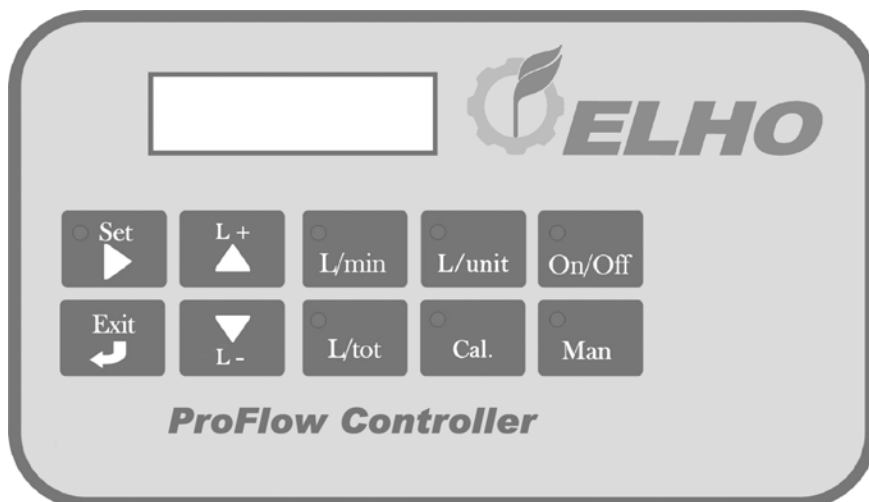 ELHO
Set
L +
L/min
L/unit
On/Off
Exit
L -
L/tot
Cal.
Man
ProFlow Controller